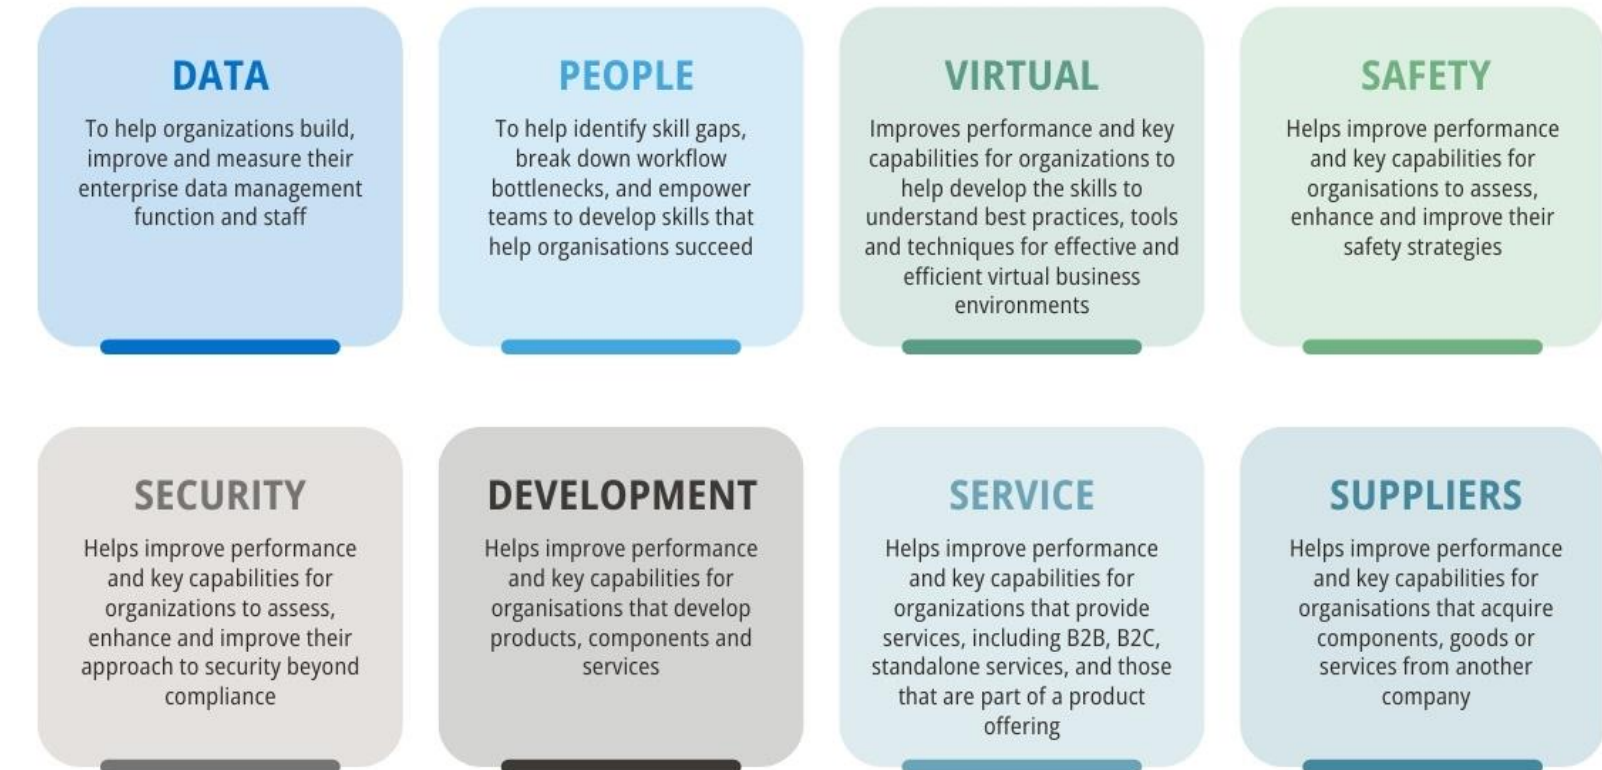 DATA
To help organizations build,
improve and measure their
enterprise data management
function and staff
PEOPLE
To help identify skill gaps,
break down workflow
bottlenecks, and empower
teams to develop skills that
help organisations succeed
VIRTUAL
Improves performance and key
capabilities for organizations to
help develop the skills to
understand best practices, tools
and techniques for effective and
efficient virtual business
environments
SAFETY
Helps improve performance
and key capabilities for
organisations to assess,
enhance and improve their
safety strategies
SECURITY
Helps improve performance
and key capabilities for
organizations to assess,
enhance and improve their
approach to security beyond
compliance
DEVELOPMENT
Helps improve performance
and key capabilities for
organisations that develop
products, components and
services
SERVICE
Helps improve performance
and key capabilities for
organizations that provide
services, including B2B, B2C,
standalone services, and those
that are part of a product
offering
SUPPLIERS
Helps improve performance
and key capabilities for
organisations that acquire
components, goods or
services from another
company